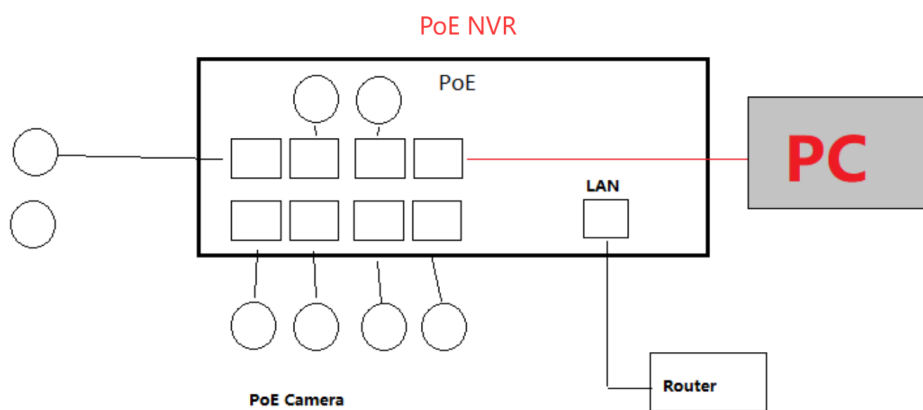 PoE NVR
PoE
PC
LAN
Router
PoE Camera